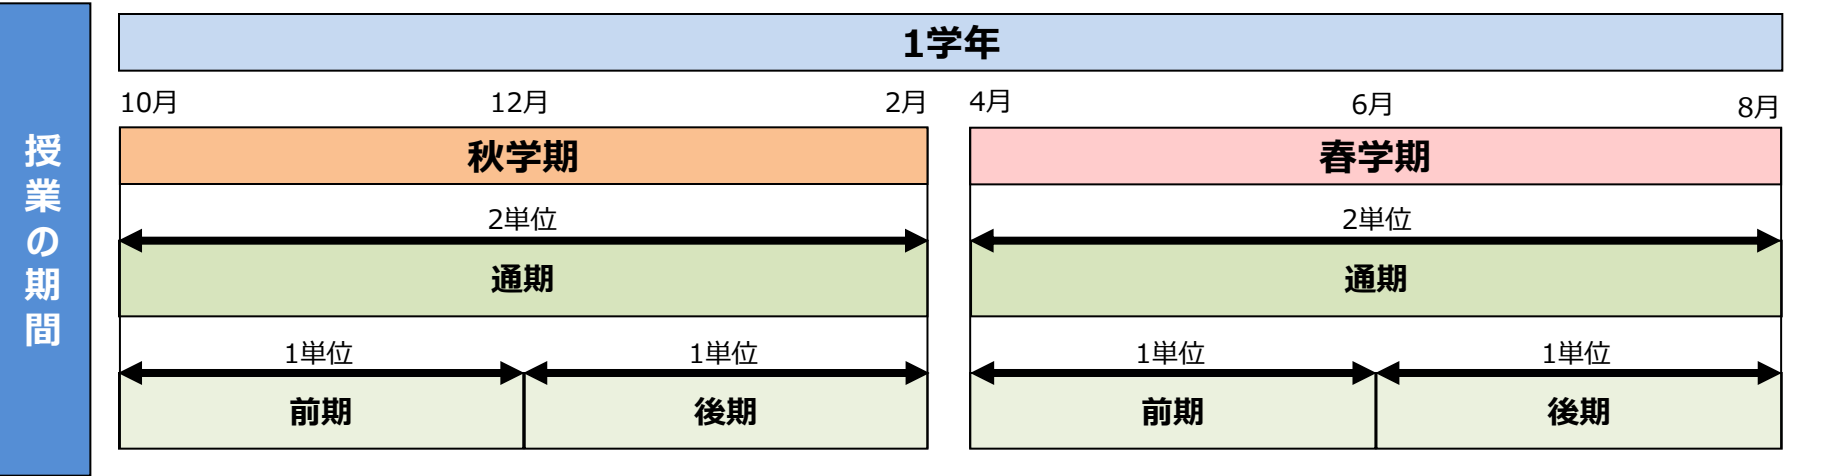 授業の期間
1学年
10月 12月 2月 4月 6月 8月
秋学期 春学期
2単位 2単位
通期 通期
1単位 1単位 1単位 1単位
前期 後期 前期 後期